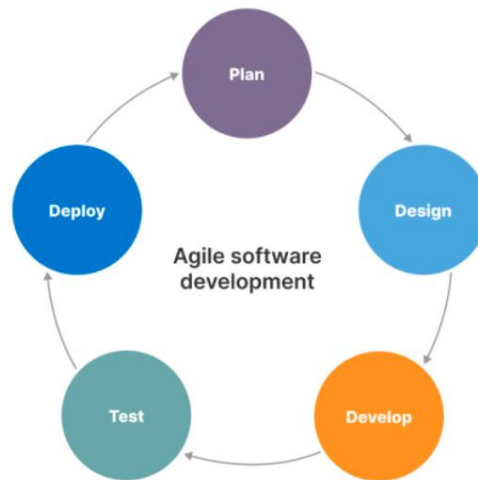 Plan
Design
Develop
Test
Deploy
Agile software
development